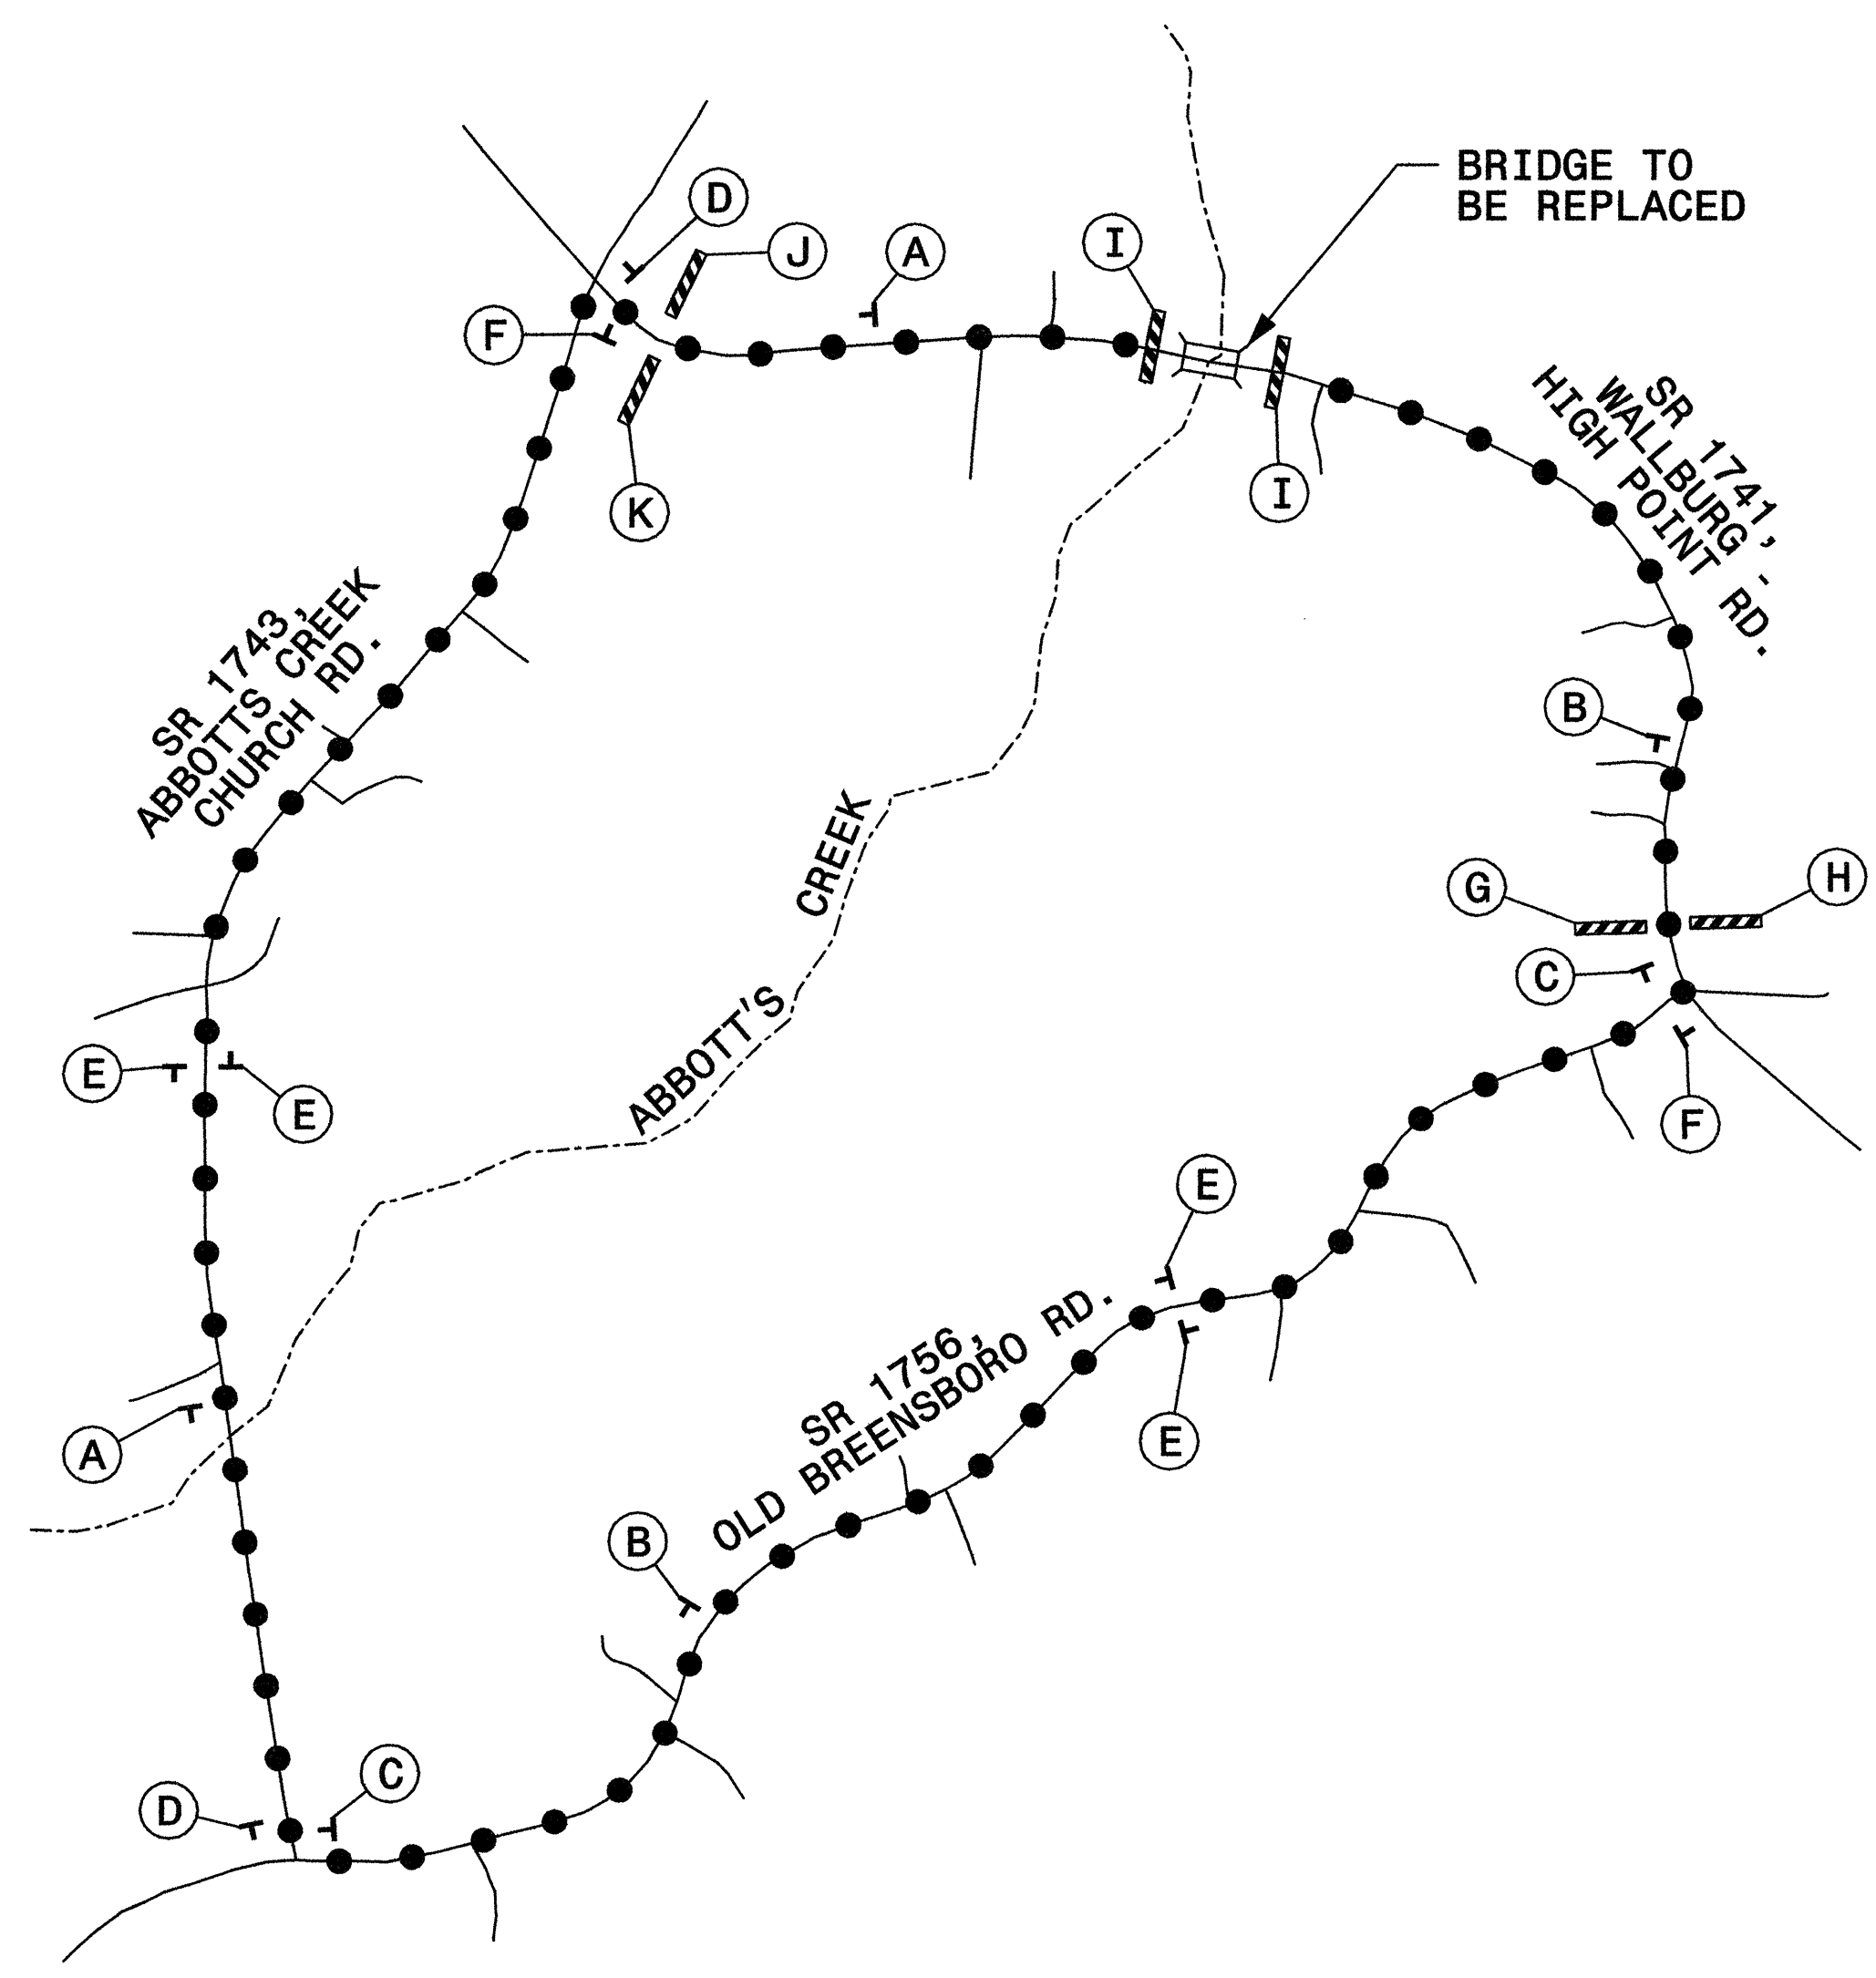 BRIDGE TO
BE REPLACED
D
J
A
I
F
K
I
SR 1741,
WALLBURG -
HIGH POINT RD.
SR 1743,
ABBOTTS CREEK
CHURCH RD.
B
G
H
C
ABBOTT'S CREEK
E
E
F
E
SR 1756,
OLD BREENSBORO RD.
A
E
B
D
C